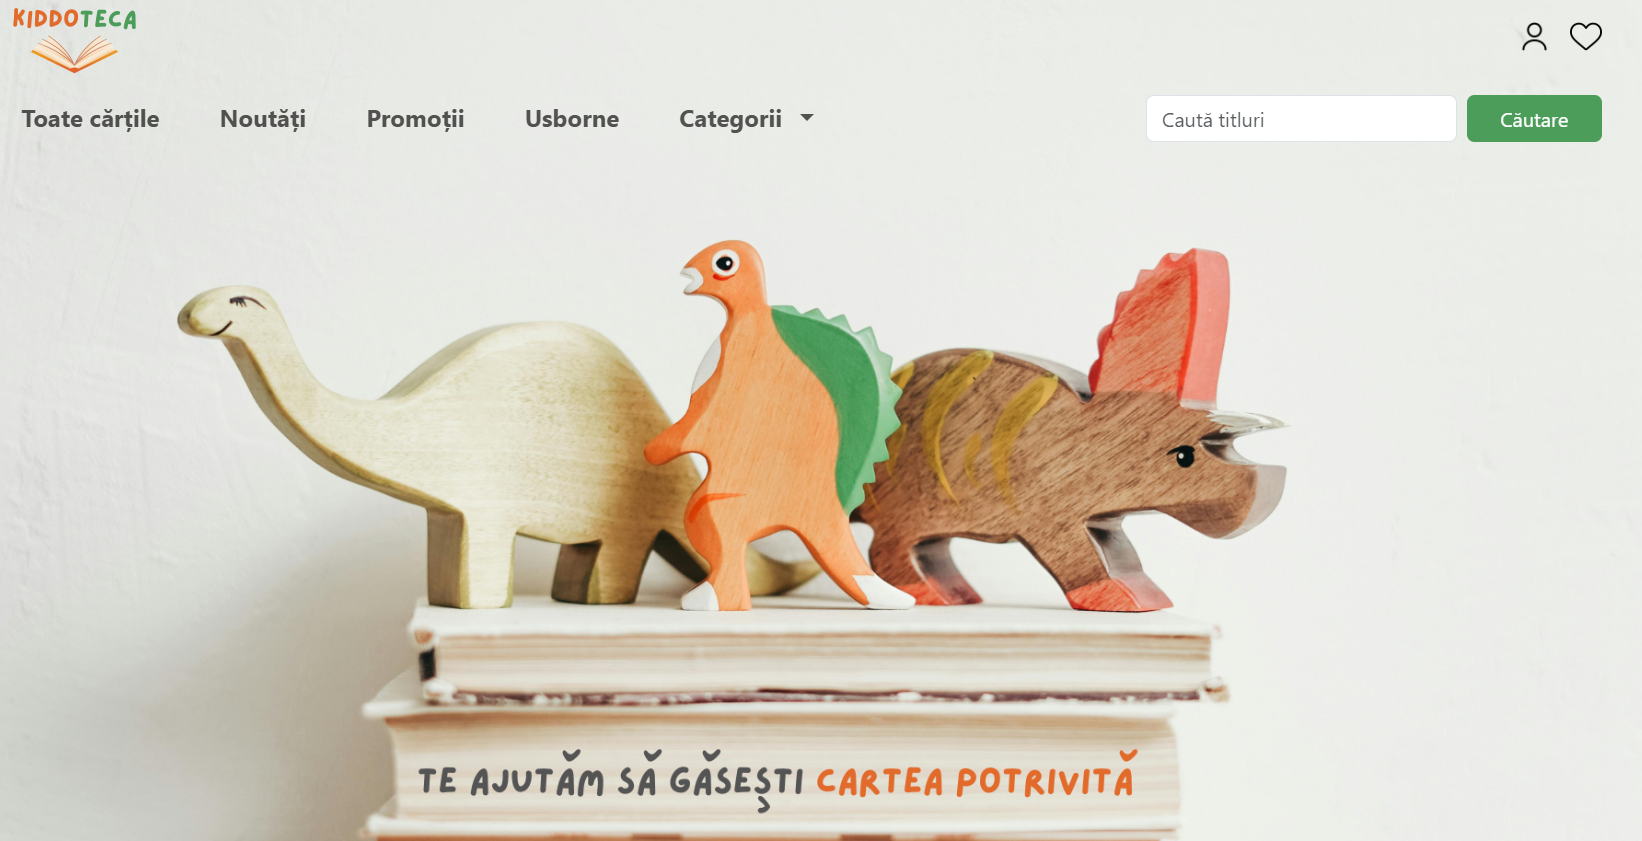 KIDDOTECA
Toate cărțile Noutăți Promoții Usborne Categorii
Caută titluri Căutare
TE AJUTĂM SĂ GĂSEȘTI CARTEA POTRIVITĂ